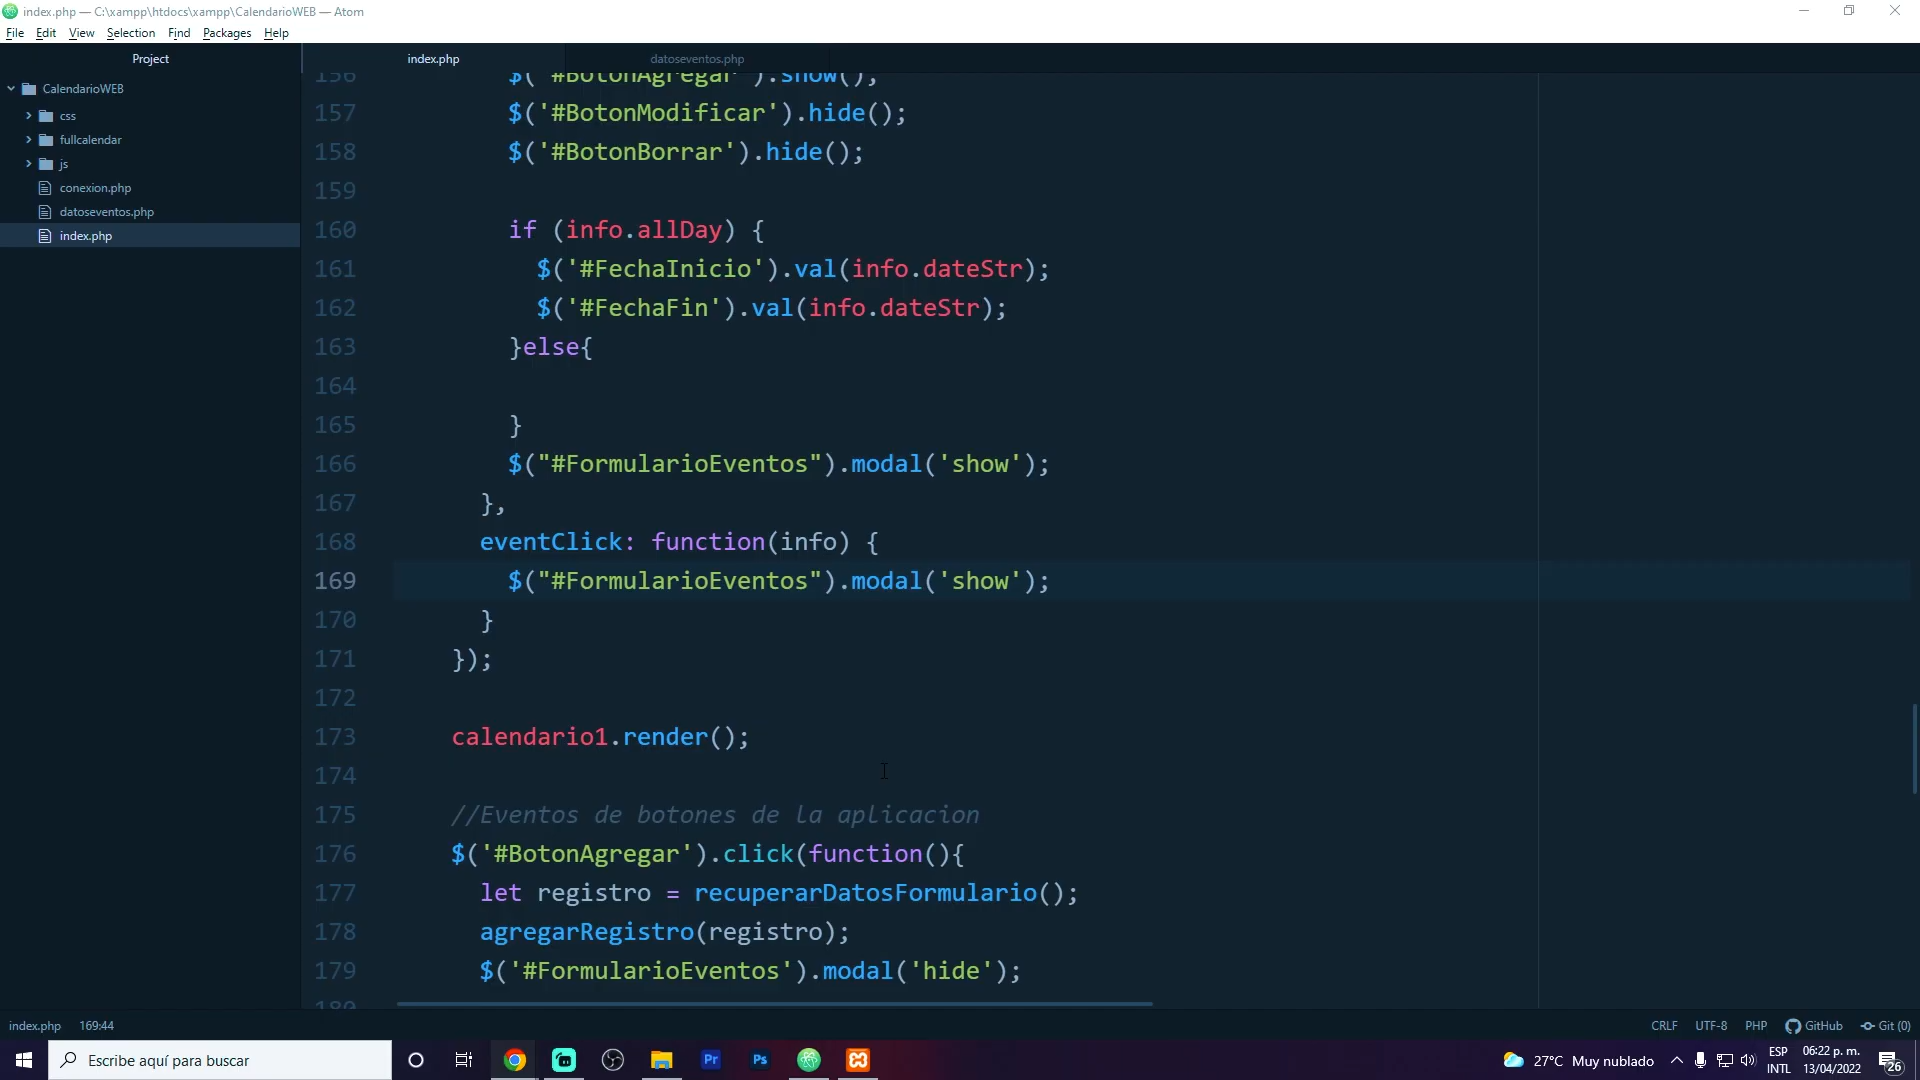 index.php — C:\xampp\htdocs\xampp\CalendarioWEB — Atom
File Edit View Selection Find Packages Help
Project
index.php
datoseventos.php
CalendarioWEB
css
fullcalendar
js
conexion.php
datoseventos.php
index.php
156 $('#BotonAgregar').show();
157 $('#BotonModificar').hide();
158 $('#BotonBorrar').hide();
159
160 if (info.allDay) {
161 $('#FechaInicio').val(info.dateStr);
162 $('#FechaFin').val(info.dateStr);
163 }else{
164
165 }
166 $("#FormularioEventos").modal('show');
167 },
168 eventClick: function(info) {
169 $("#FormularioEventos").modal('show');
170 }
171 });
172
173 calendario1.render();
174
175 //Eventos de botones de la aplicacion
176 $('#BotonAgregar').click(function(){
177 let registro = recuperarDatosFormulario();
178 agregarRegistro(registro);
179 $('#FormularioEventos').modal('hide');
180
index.php 169:44
CRLF UTF-8 PHP GitHub Git (0)
Escribe aquí para buscar
Pr
Ps
27°C Muy nublado
ESP
INTL
06:22 p. m.
13/04/2022
26